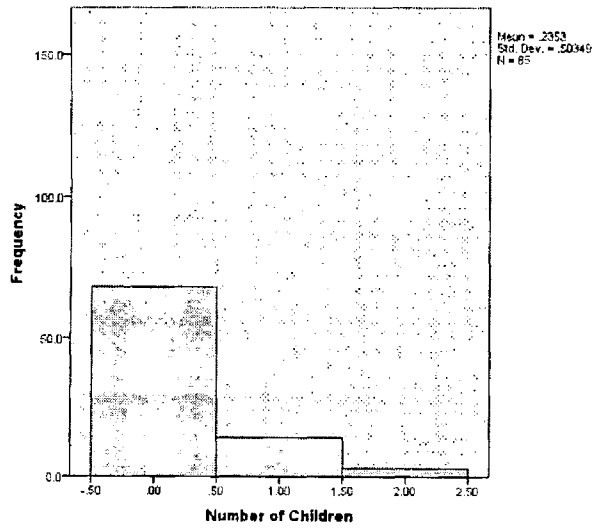 Mean = .2353
Std. Dev. = .50349
N = 85
150.0
100.0
50.0
0.0
Frequency
-.50
.00
.50
1.00
1.50
2.00
2.50
Number of Children